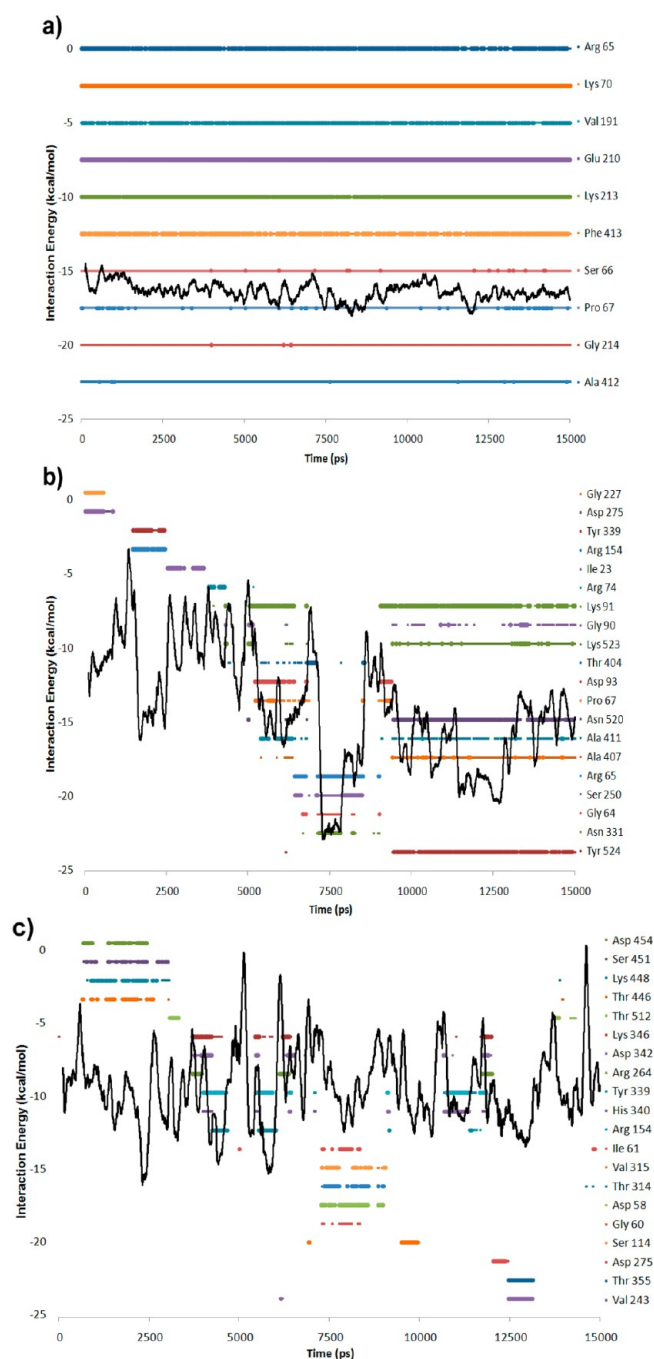 a)
0
-5
-10
-15
-20
-25
Interaction Energy (kcal/mol)
Arg 65
Lys 70
Val 191
Glu 210
Lys 213
Phe 413
Ser 66
Pro 67
Gly 214
Ala 412
0
2500
5000
7500
10000
12500
15000
Time (ps)
b)
0
-5
-10
-15
-20
-25
Interaction Energy (kcal/mol)
Gly 227
Asp 275
Tyr 339
Arg 154
Ile 23
Arg 74
Lys 91
Gly 90
Lys 523
Thr 404
Asp 93
Pro 67
Asn 520
Ala 411
Ala 407
Arg 65
Ser 250
Gly 64
Asn 331
Tyr 524
0
2500
5000
7500
10000
12500
15000
Time (ps)
c)
0
-5
-10
-15
-20
-25
Interaction Energy (kcal/mol)
Asp 454
Ser 451
Lys 448
Thr 446
Thr 512
Lys 346
Asp 342
Arg 264
Tyr 339
His 340
Arg 154
Ile 61
Val 315
Thr 314
Asp 58
Gly 60
Ser 114
Asp 275
Thr 355
Val 243
0
2500
5000
7500
10000
12500
15000
Time (ps)